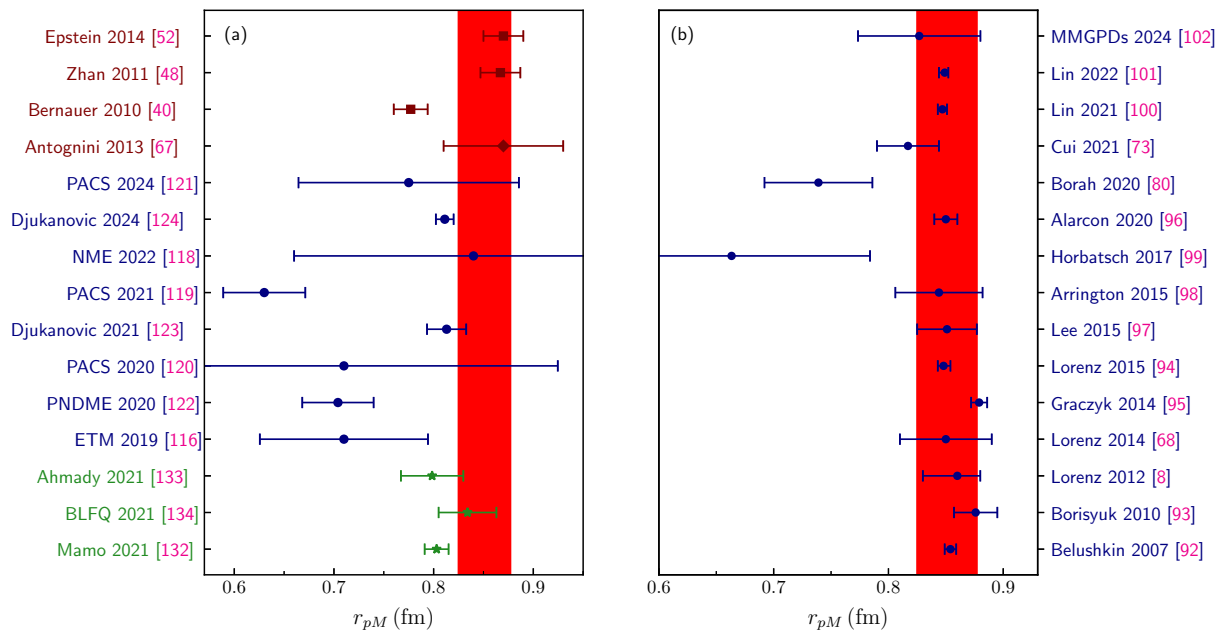 (a)
Epstein 2014 [52]
Zhan 2011 [48]
Bernauer 2010 [40]
Antognini 2013 [67]
PACS 2024 [121]
Djukanovic 2024 [124]
NME 2022 [118]
PACS 2021 [119]
Djukanovic 2021 [123]
PACS 2020 [120]
PNDME 2020 [122]
ETM 2019 [116]
Ahmady 2021 [133]
BLFQ 2021 [134]
Mamo 2021 [132]
0.6 0.7 0.8 0.9
r_{pM} (fm)
(b)
MMGPDs 2024 [102]
Lin 2022 [101]
Lin 2021 [100]
Cui 2021 [73]
Borah 2020 [80]
Alarcon 2020 [96]
Horbatsch 2017 [99]
Arrington 2015 [98]
Lee 2015 [97]
Lorenz 2015 [94]
Graczyk 2014 [95]
Lorenz 2014 [68]
Lorenz 2012 [8]
Borisyuk 2010 [93]
Belushkin 2007 [92]
0.6 0.7 0.8 0.9
r_{pM} (fm)